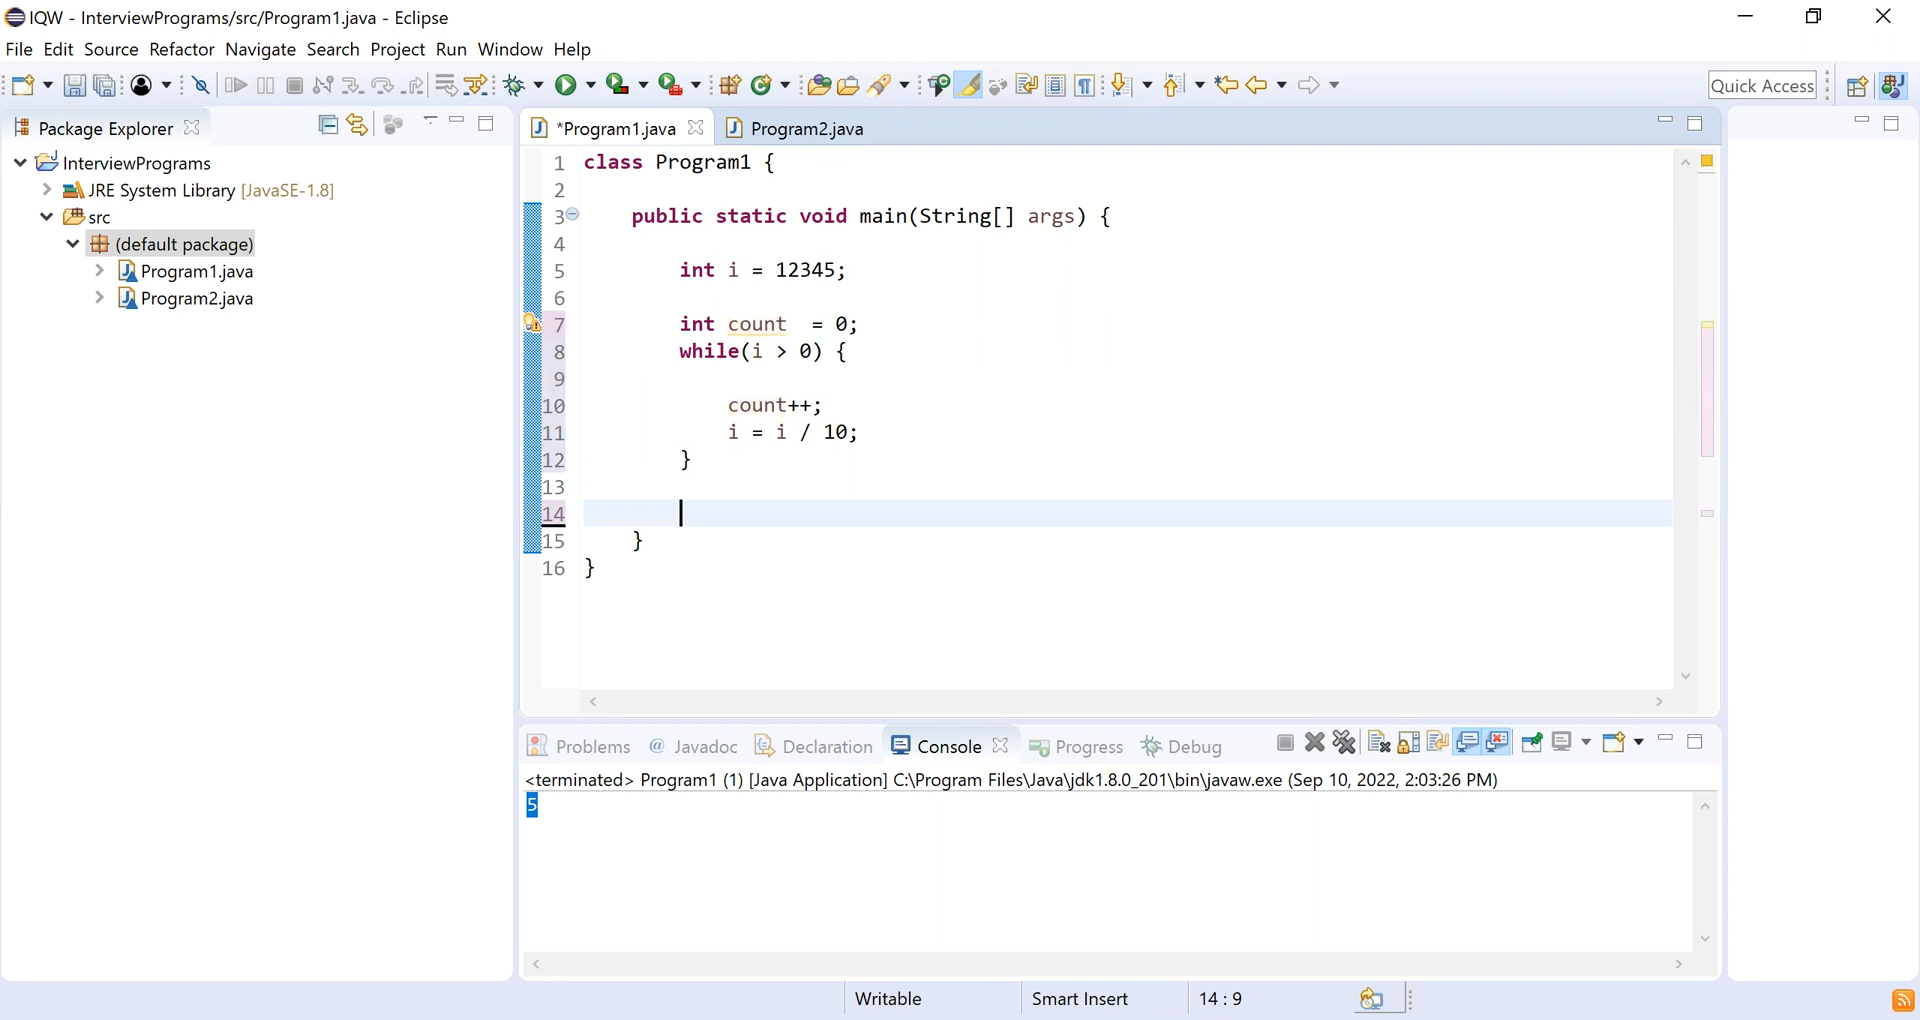 IQW - InterviewPrograms/src/Program1.java - Eclipse
File Edit Source Refactor Navigate Search Project Run Window Help
Quick Access
Package Explorer
InterviewPrograms
JRE System Library [JavaSE-1.8]
src
(default package)
Program1.java
Program2.java
*Program1.java
Program2.java
1 class Program1 {
2
3 public static void main(String[] args) {
4
5 int i = 12345;
6
7 int count  = 0;
8 while(i > 0) {
9
10 count++;
11 i = i / 10;
12 }
13
14
15 }
16 }
Problems @ Javadoc Declaration Console Progress Debug
<terminated> Program1 (1) [Java Application] C:\Program Files\Java\jdk1.8.0_201\bin\javaw.exe (Sep 10, 2022, 2:03:26 PM)
5
Writable Smart Insert 14 : 9